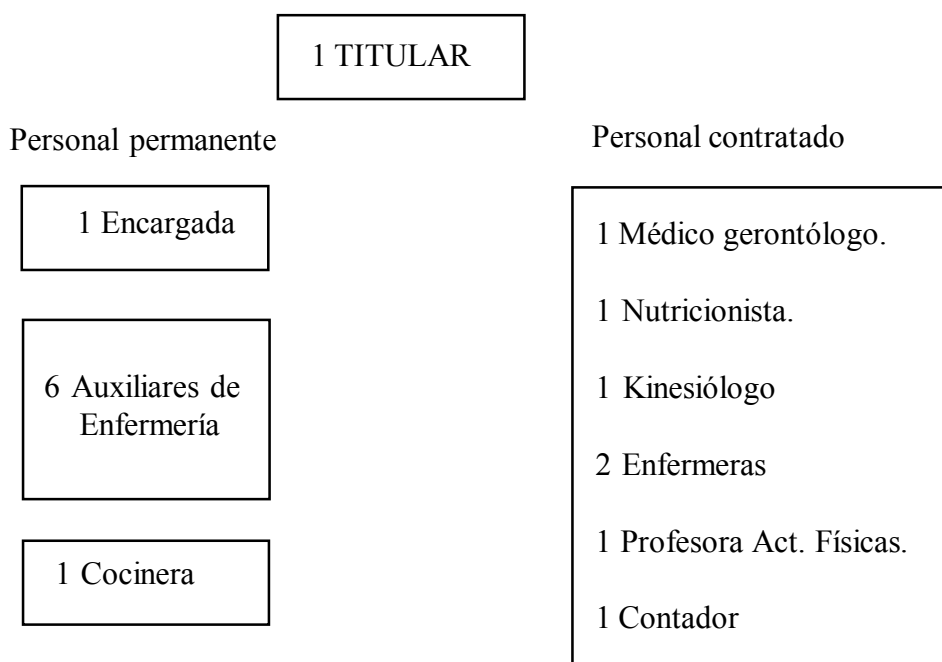 1 TITULAR
Personal permanente
1 Encargada
6 Auxiliares de
Enfermería
1 Cocinera
Personal contratado
1 Médico gerontólogo.
1 Nutricionista.
1 Kinesiólogo
2 Enfermeras
1 Profesora Act. Físicas.
1 Contador